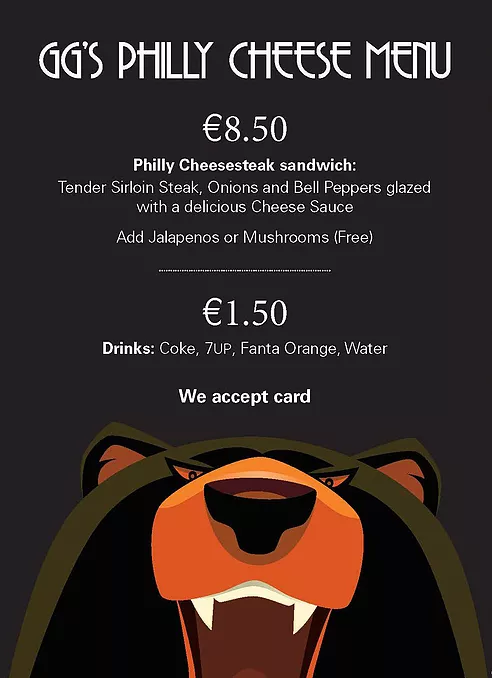 GG'S PHILLY CHEESE MENU
€8.50
Philly Cheesesteak sandwich:
Tender Sirloin Steak, Onions and Bell Peppers glazed
with a delicious Cheese Sauce
Add Jalapenos or Mushrooms (Free)
€1.50
Drinks: Coke, 7UP, Fanta Orange, Water
We accept card